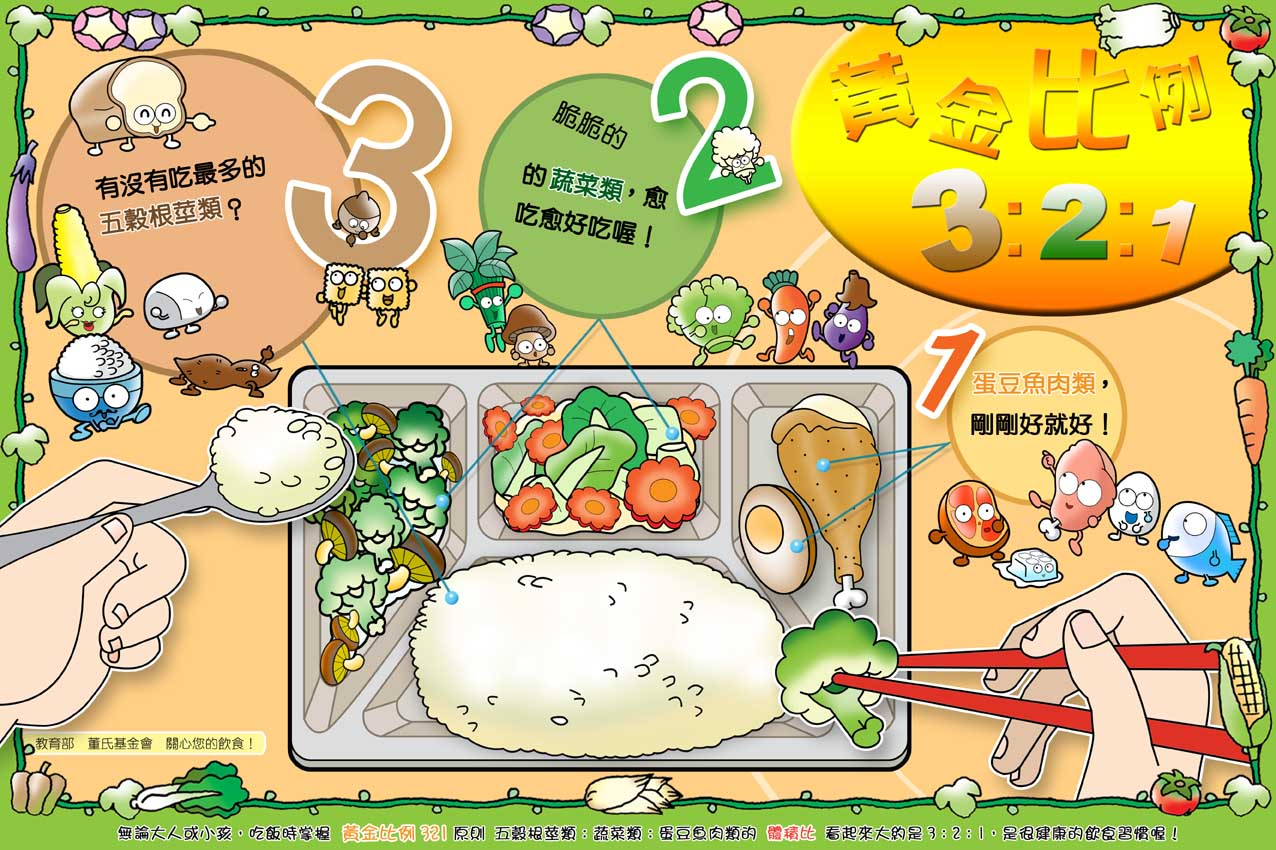 黃金比例
3:2:1
3
有沒有吃最多的
五穀根莖類？
2
脆脆的
的蔬菜類，愈
吃愈好吃喔！
1
蛋豆魚肉類，
剛剛好就好！
教育部 董氏基金會 關心您的飲食！
無論大人或小孩，吃飯時掌握 黃金比例 321 原則 五穀根莖類：蔬菜類：蛋豆魚肉類的 體積比 看起來大約是 3：2：1，是很健康的飲食習慣喔！